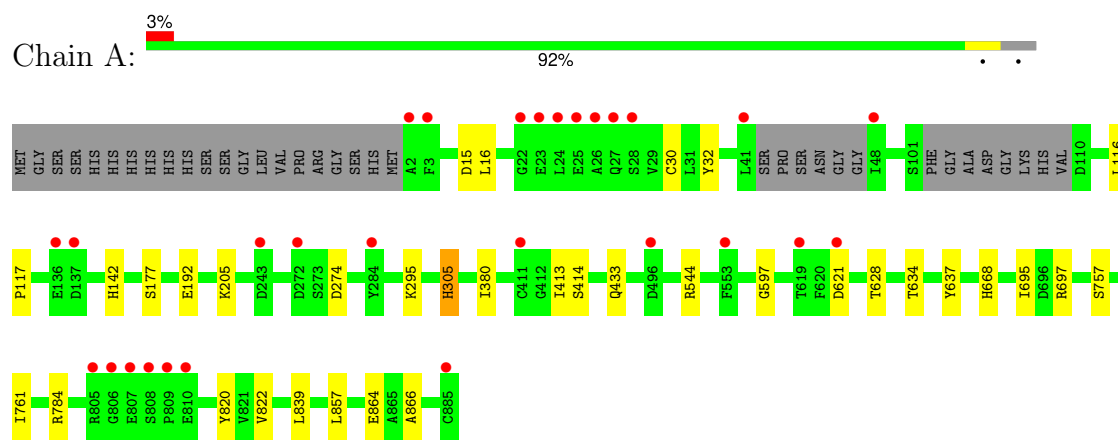 3%
Chain A:
92%
MET GLY SER SER HIS HIS HIS HIS HIS HIS SER SER GLY LEU VAL PRO ARG GLY SER HIS MET A2 F3 D15 L16 G22 E23 L24 E25 A26 Q27 S28 V29 C30 L31 Y32 L41 SER PRO SER ASN GLY GLY I48 S101 PHE GLY ALA ASP GLY LYS HIS VAL D110 L116
P117 E136 D137 H142 S177 E192 K205 D243 D272 S273 D274 Y284 K295 H305 I380 C411 G412 I413 S414 Q433 D496 R544 F553 G597 T619 F620 D621 T628 T634 Y637 H668 I695 D696 R697 S757
I761 R784 R805 G806 E807 S808 P809 E810 Y820 V821 V822 L839 L857 E864 A865 A866 C885